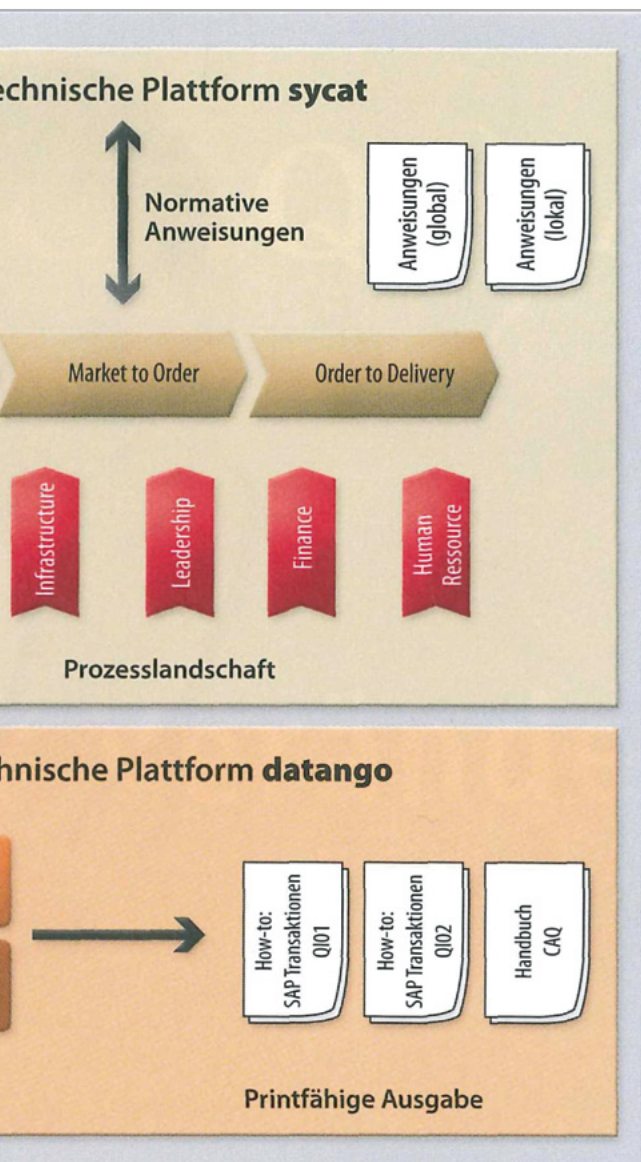 echnische Plattform sycat
Normative
Anweisungen
Anweisungen
(global)
Anweisungen
(lokal)
Market to Order
Order to Delivery
Infrastructure
Leadership
Finance
Human
Ressource
Prozesslandschaft
hnische Plattform datango
How-to:
SAP Transaktionen
QI01
How-to:
SAP Transaktionen
QI02
Handbuch
CAQ
Printfähige Ausgabe